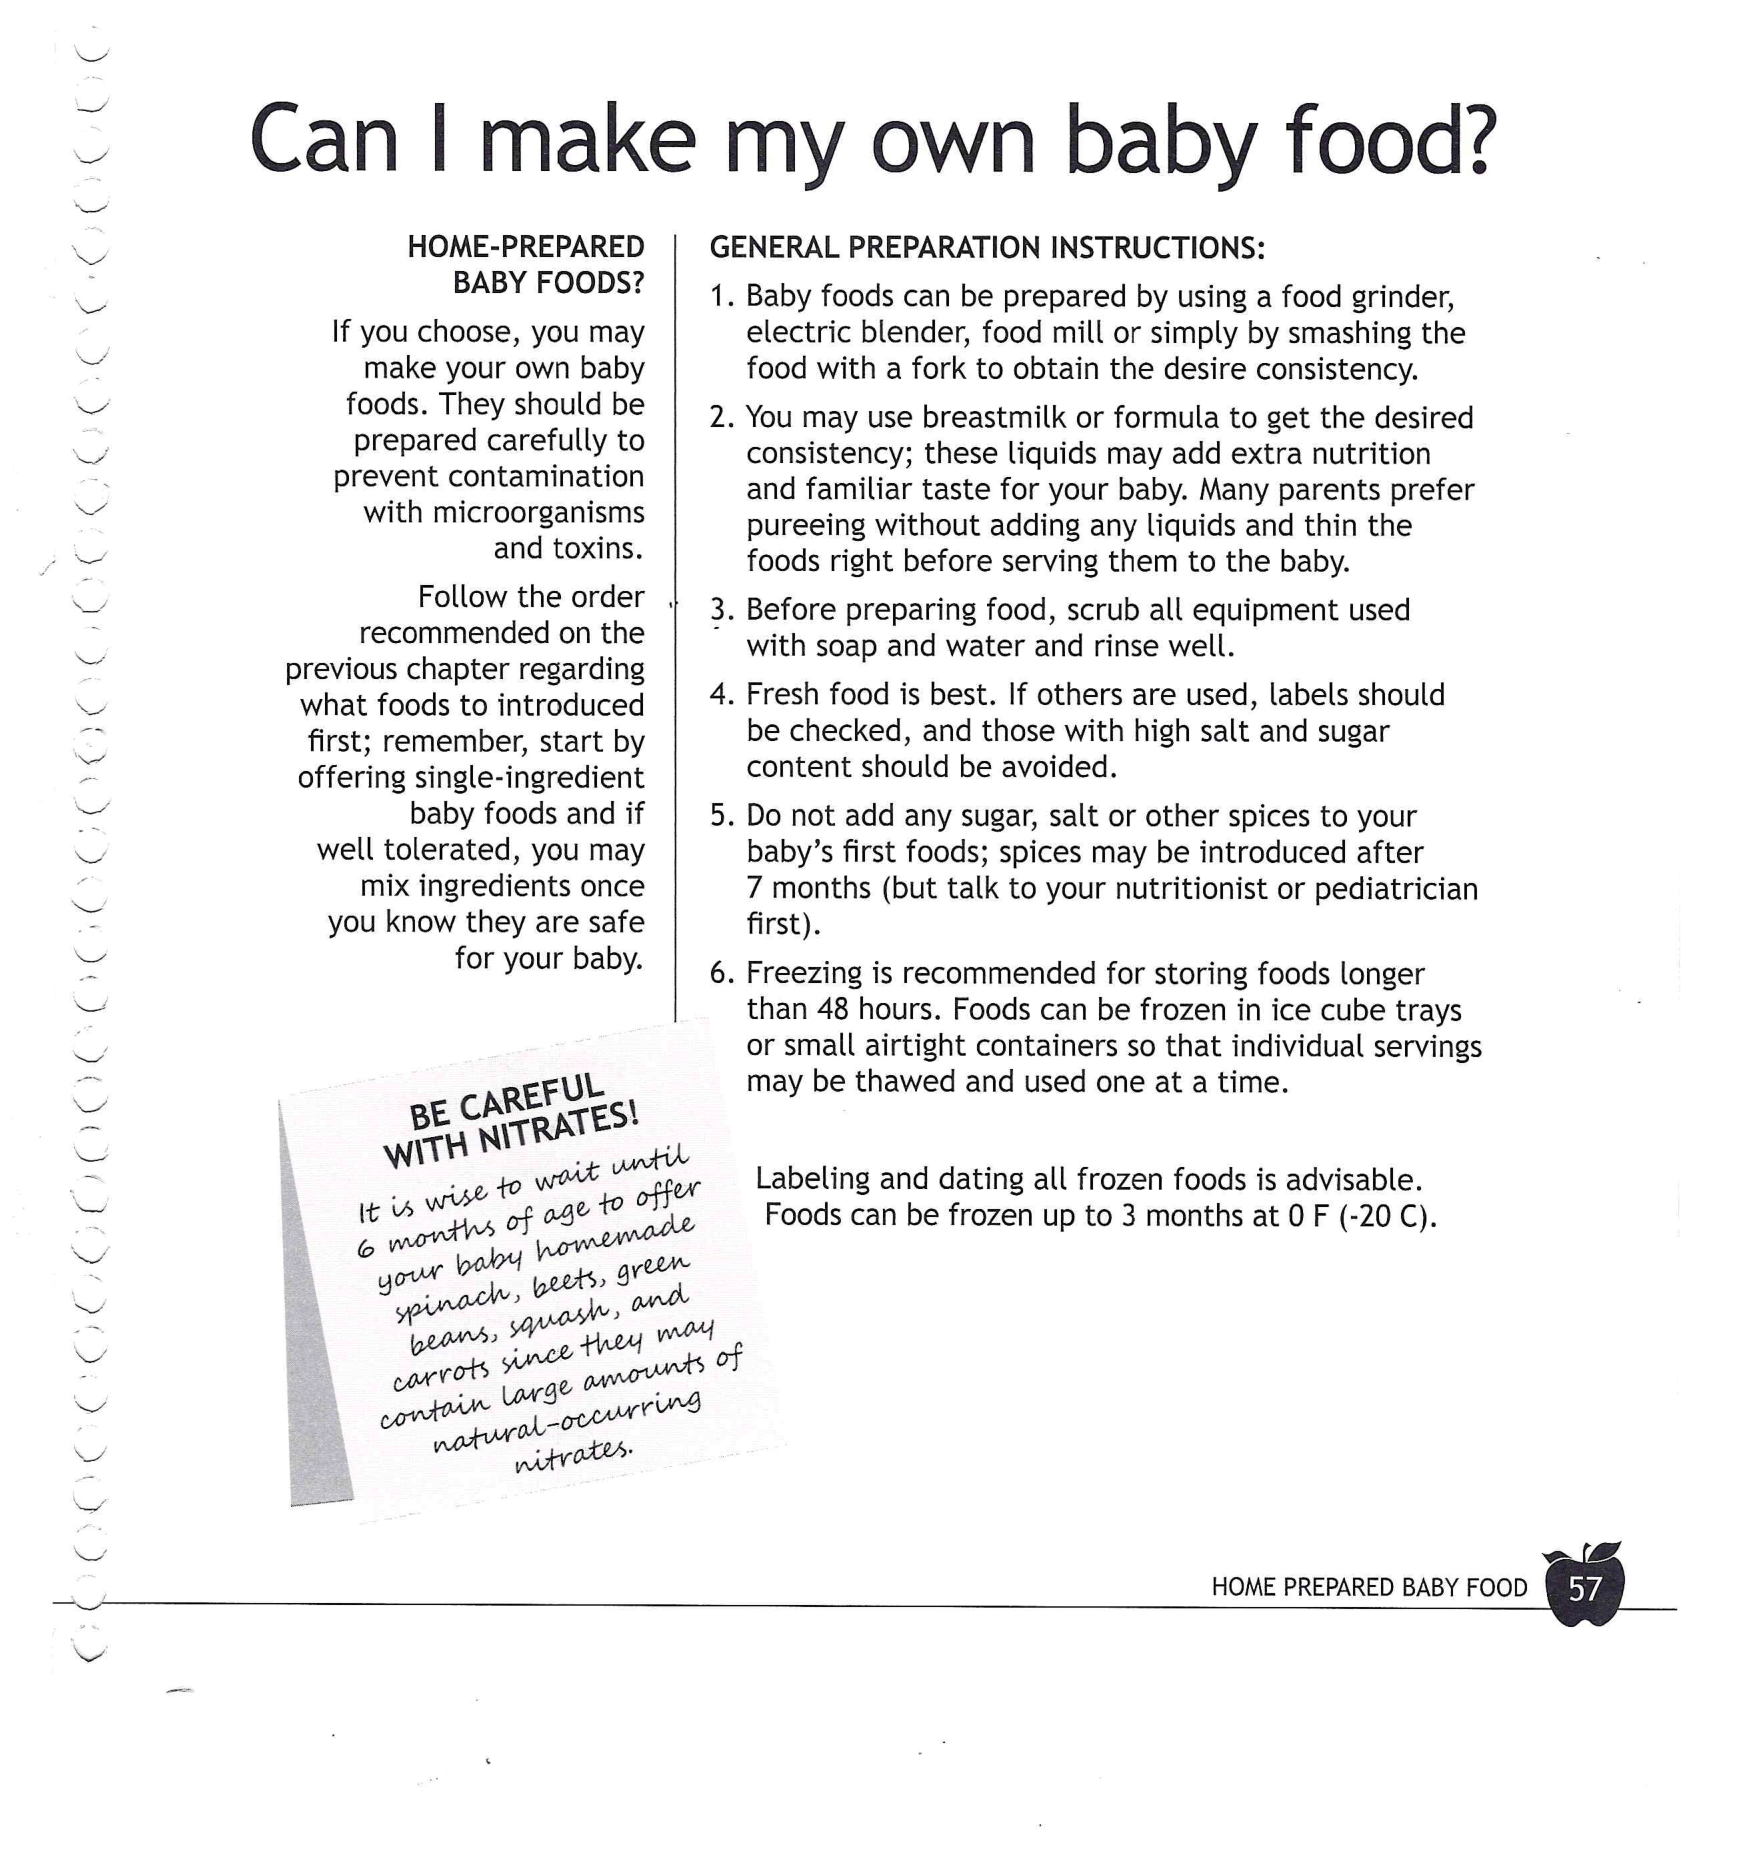 Can I make my own baby food?
HOME-PREPARED
BABY FOODS?
If you choose, you may
make your own baby
foods. They should be
prepared carefully to
prevent contamination
with microorganisms
and toxins.
Follow the order
recommended on the
previous chapter regarding
what foods to introduced
first; remember, start by
offering single-ingredient
baby foods and if
well tolerated, you may
mix ingredients once
you know they are safe
for your baby.
BE CAREFUL
WITH NITRATES!
It is wise to wait until
6 months of age to offer
your baby homemade
spinach, beets, green
beans, squash, and
carrots since they may
contain large amounts of
natural-occurring
nitrates.
GENERAL PREPARATION INSTRUCTIONS:
1. Baby foods can be prepared by using a food grinder,
electric blender, food mill or simply by smashing the
food with a fork to obtain the desire consistency.
2. You may use breastmilk or formula to get the desired
consistency; these liquids may add extra nutrition
and familiar taste for your baby. Many parents prefer
pureeing without adding any liquids and thin the
foods right before serving them to the baby.
3. Before preparing food, scrub all equipment used
with soap and water and rinse well.
4. Fresh food is best. If others are used, labels should
be checked, and those with high salt and sugar
content should be avoided.
5. Do not add any sugar, salt or other spices to your
baby's first foods; spices may be introduced after
7 months (but talk to your nutritionist or pediatrician
first).
6. Freezing is recommended for storing foods longer
than 48 hours. Foods can be frozen in ice cube trays
or small airtight containers so that individual servings
may be thawed and used one at a time.
Labeling and dating all frozen foods is advisable.
Foods can be frozen up to 3 months at 0 F (-20 C).
HOME PREPARED BABY FOOD 57